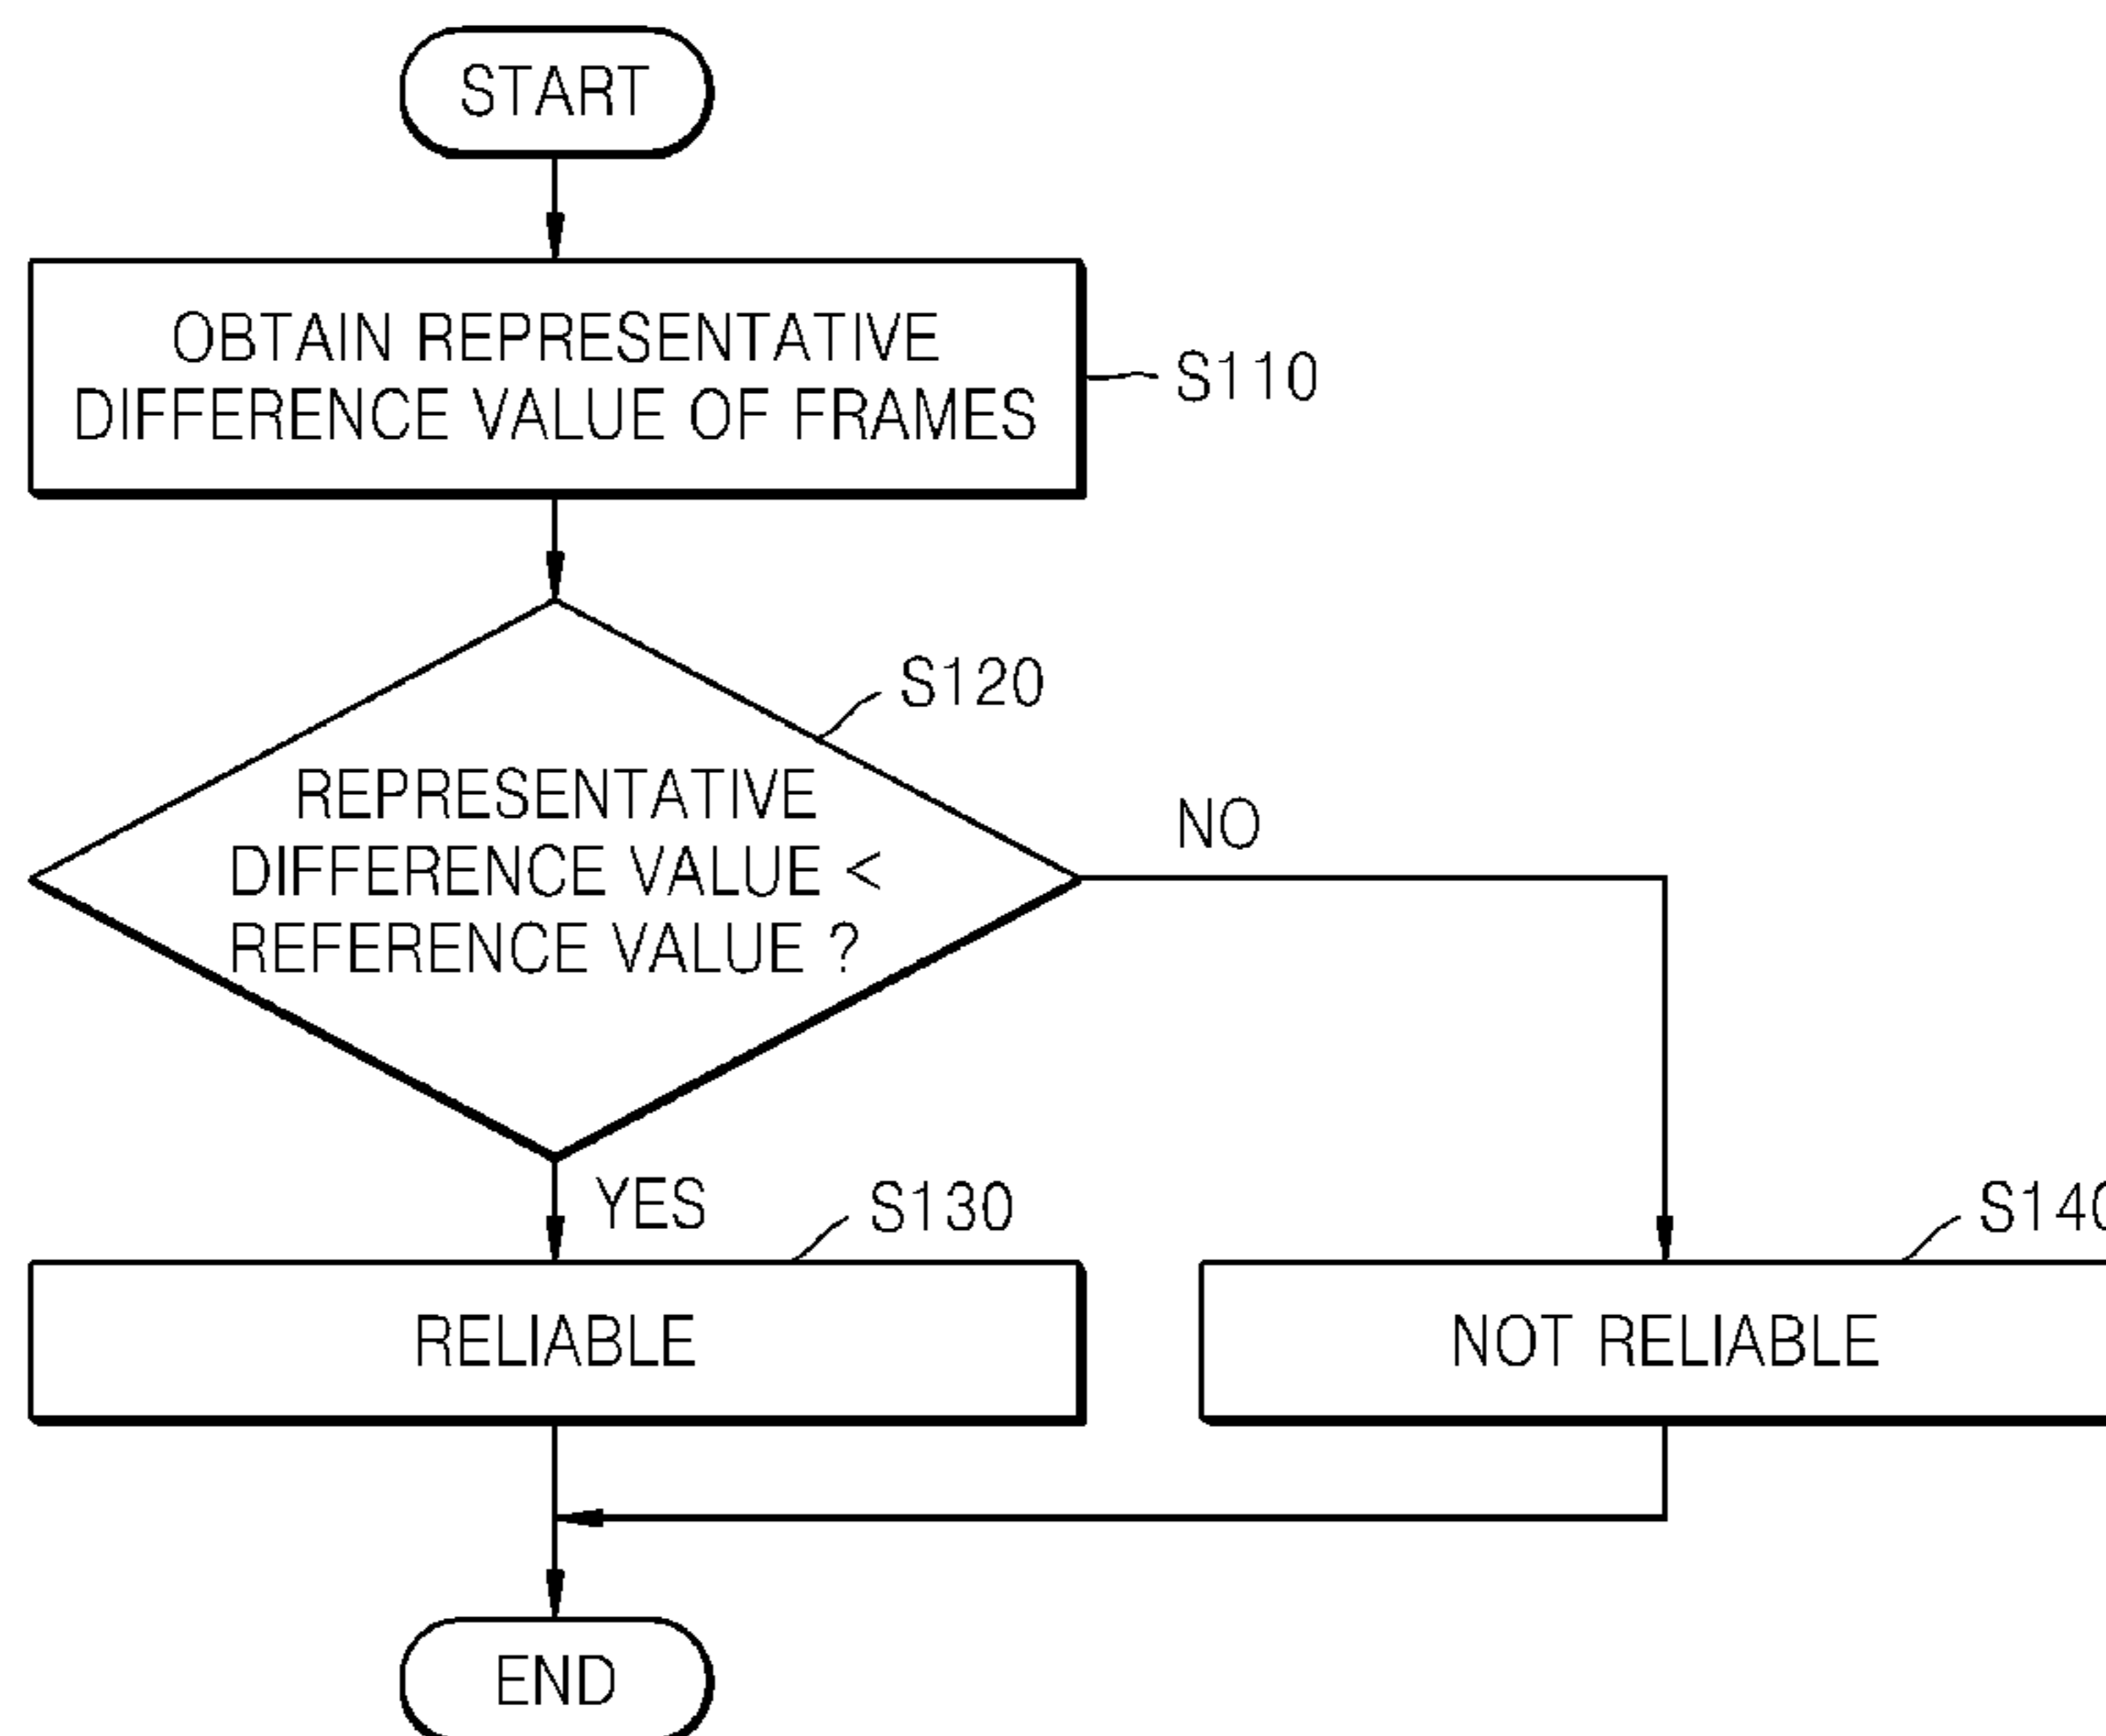 START
OBTAIN REPRESENTATIVE
DIFFERENCE VALUE OF FRAMES
S110
S120
REPRESENTATIVE
DIFFERENCE VALUE <
REFERENCE VALUE ?
NO
YES
S130
S140
RELIABLE
NOT RELIABLE
END